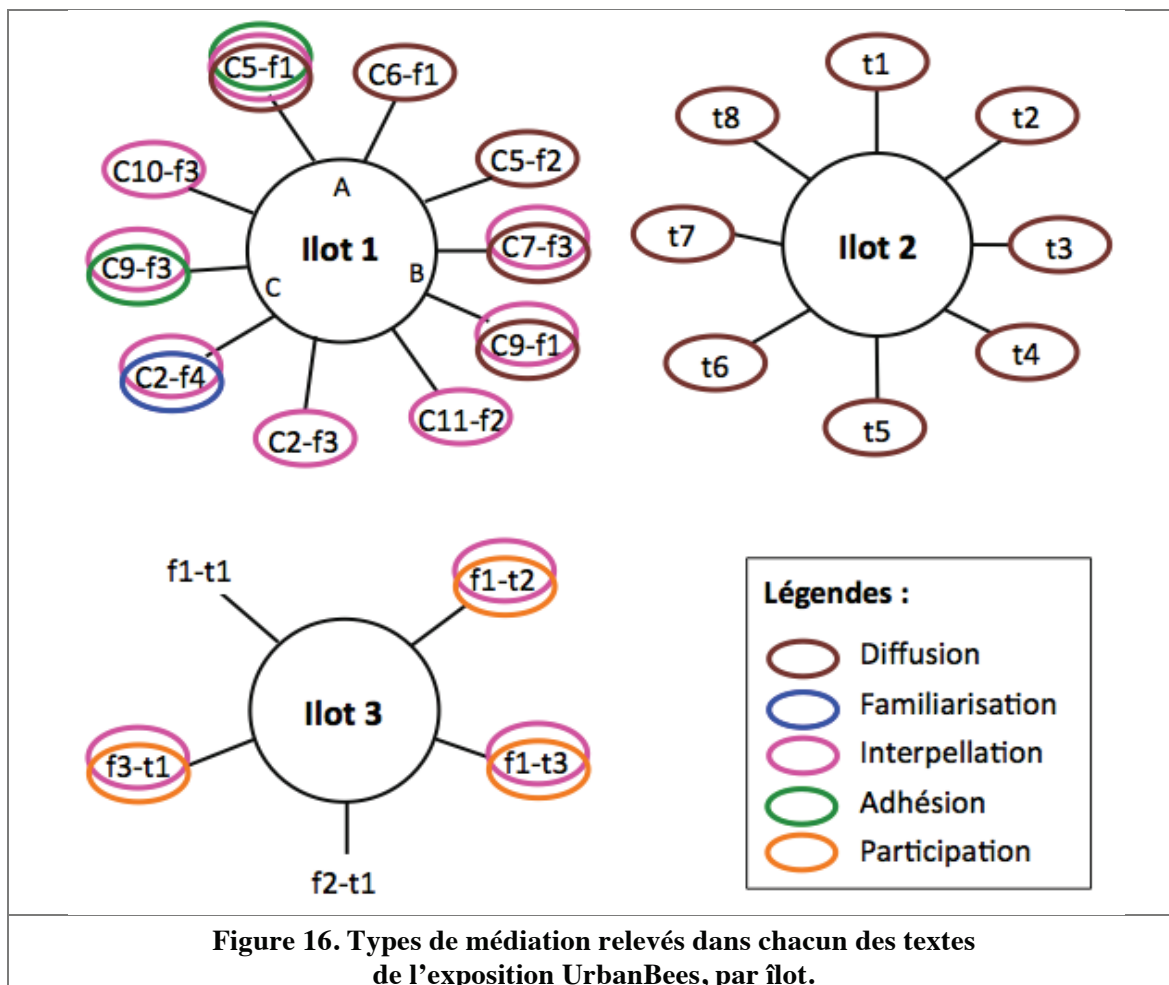 C5-f1
C6-f1
C10-f3
C5-f2
A
Ilot 1
C7-f3
C9-f3
C
B
C9-f1
C2-f4
C11-f2
C2-f3
t1
t8
t2
t7
Ilot 2
t3
t6
t4
t5
f1-t1
f1-t2
Ilot 3
f3-t1
f1-t3
f2-t1
Légendes :
Diffusion
Familiarisation
Interpellation
Adhésion
Participation
Figure 16. Types de médiation relevés dans chacun des textes
de l’exposition UrbanBees, par îlot.